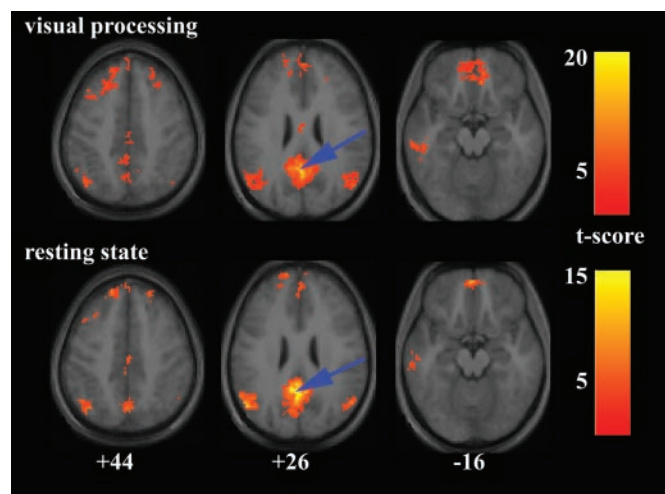 visual processing
20
5
t-score
resting state
15
5
+44 +26 -16